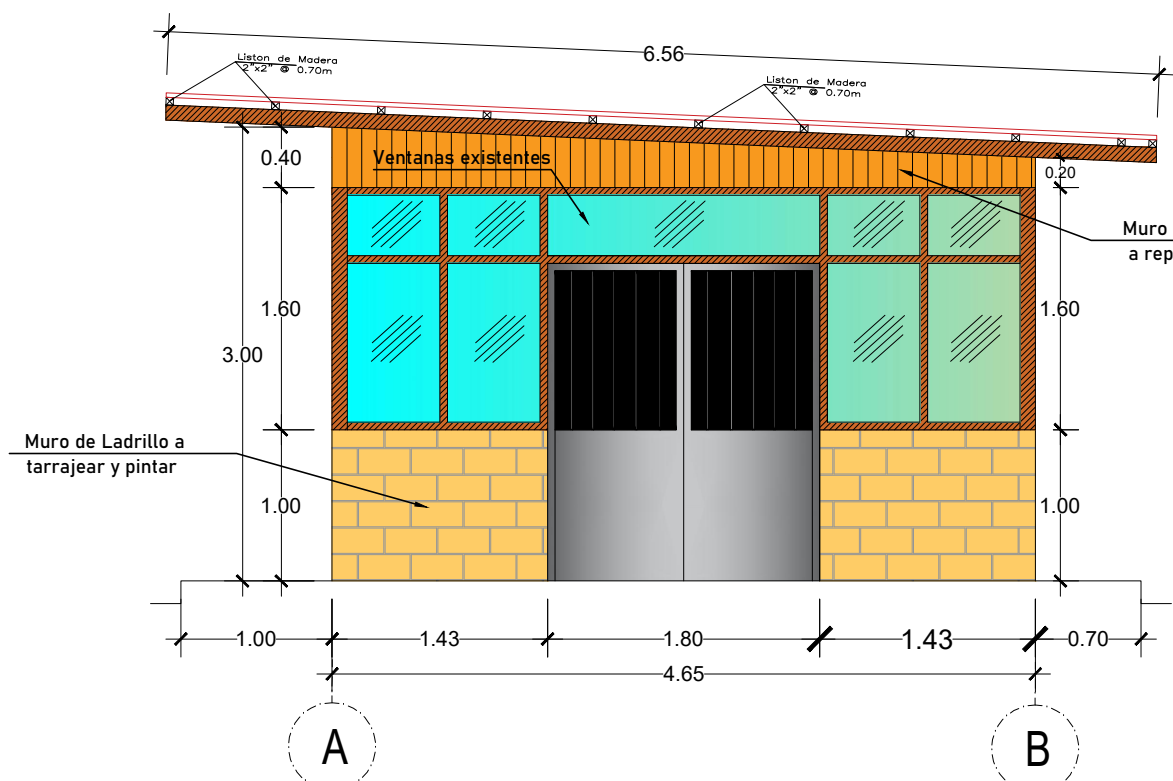 6.56
Liston de Madera
2"x2" @ 0.70m
Liston de Madera
2"x2" @ 0.70m
0.40
Ventanas existentes
0.20
Muro
a rep
1.60
1.60
3.00
Muro de Ladrillo a
tarrajear y pintar
1.00
1.00
1.00
1.43
1.80
1.43
0.70
4.65
A
B